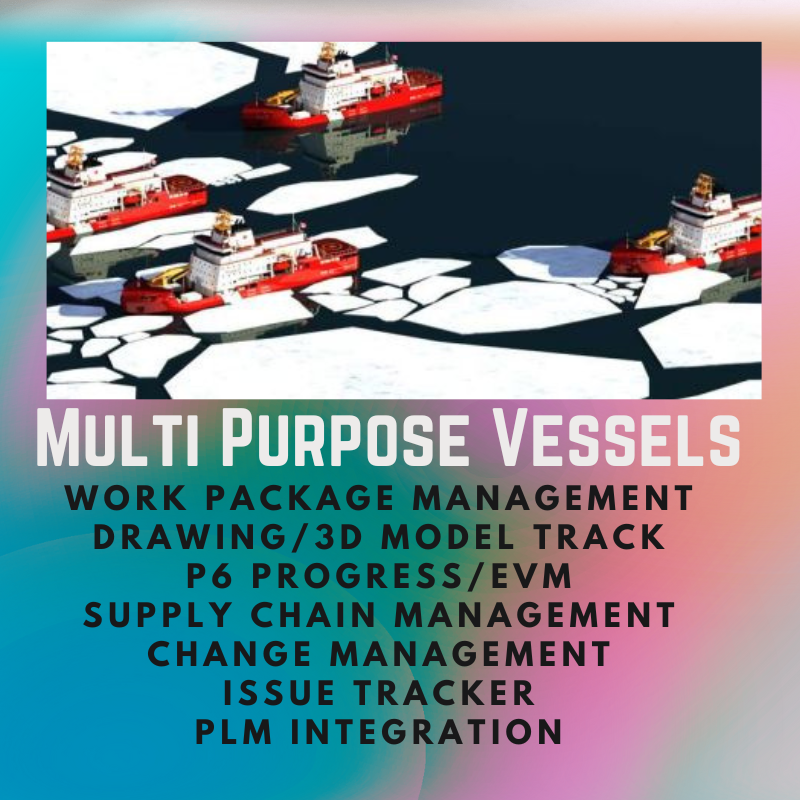 Multi Purpose Vessels
WORK PACKAGE MANAGEMENT
DRAWING/3D MODEL TRACK
P6 PROGRESS/EVM
SUPPLY CHAIN MANAGEMENT
CHANGE MANAGEMENT
ISSUE TRACKER
PLM INTEGRATION